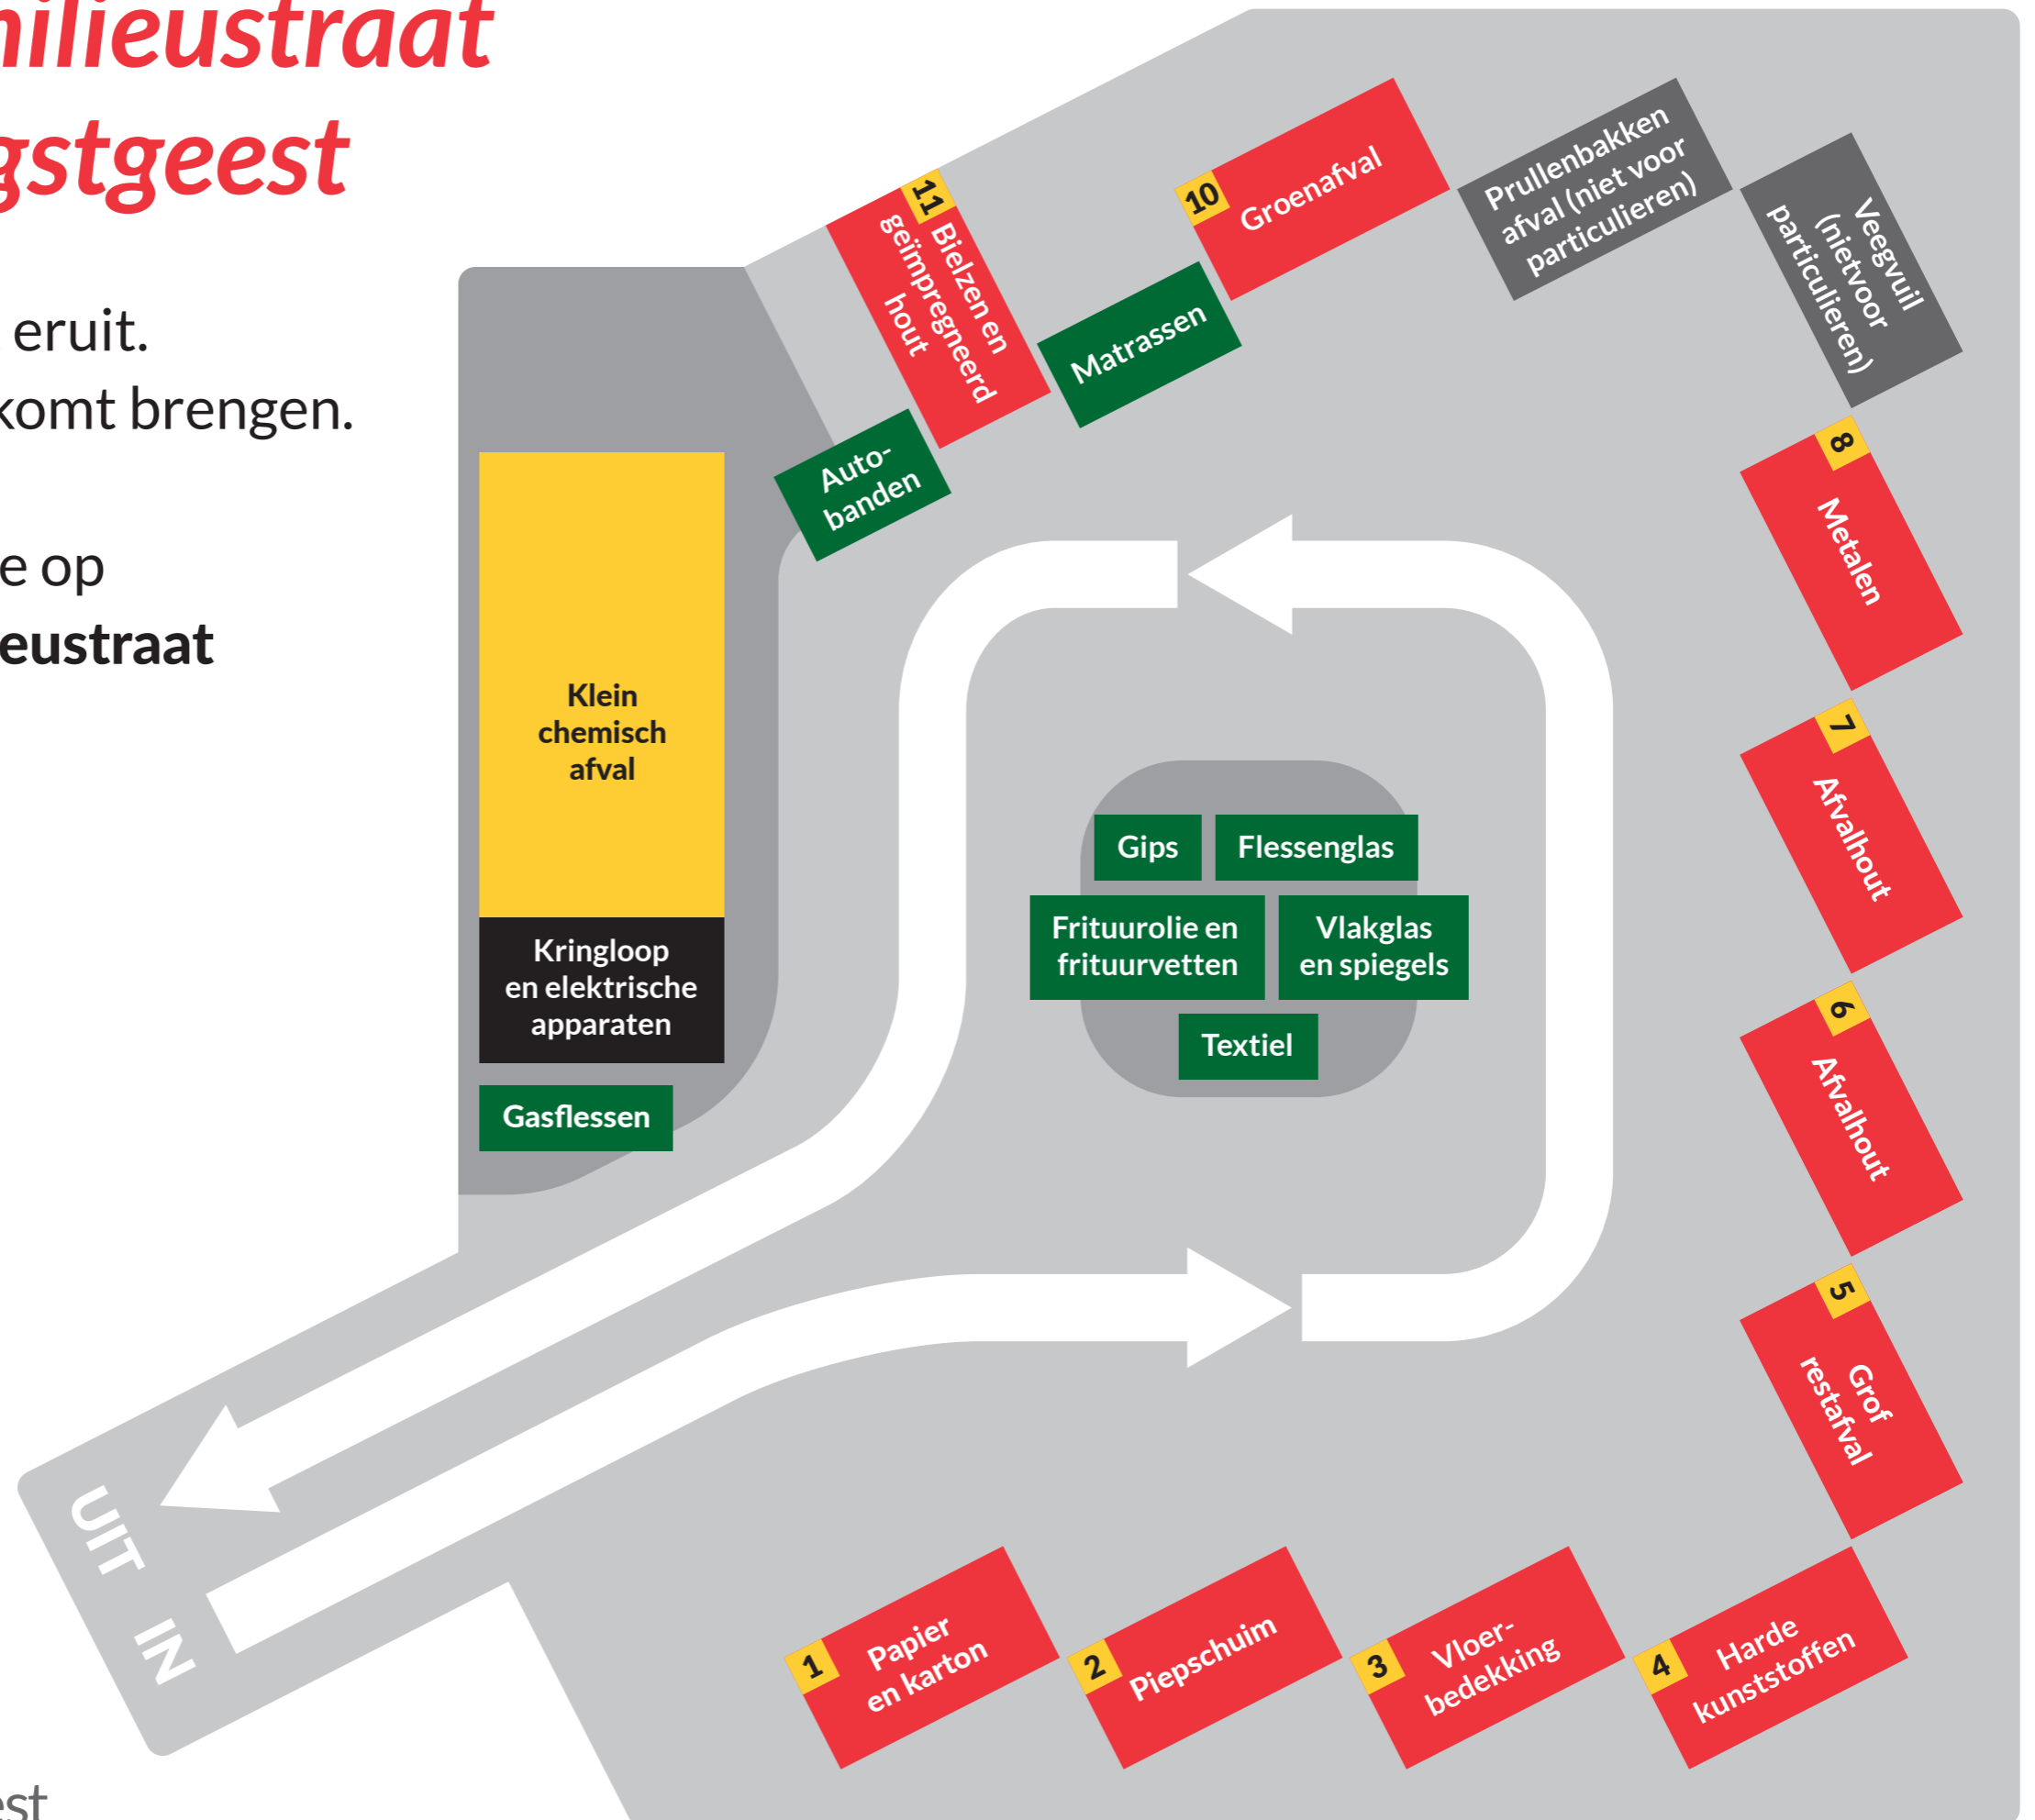 milieustraat
gstgeest
eruit.
komt brengen.
e op
eustraat
11
Bielzen en
geïmpregneerd
hout
10
Groenafval
Prullenbakken
afval (niet voor
particulieren)
Veegvuil
(nietvoor
particulieren)
Matrassen
Auto-
banden
8
Metalen
7
Afvalhout
6
Afvalhout
5
Grof
restafval
Klein
chemisch
afval
Kringloop
en elektrische
apparaten
Gasflessen
Gips
Flessenglas
Frituurolie en
frituurvetten
Vlakglas
en spiegels
Textiel
UIT
IN
1
Papier
en karton
2
Piepschuim
3
Vloer-
bedekking
4
Harde
kunststoffen
est